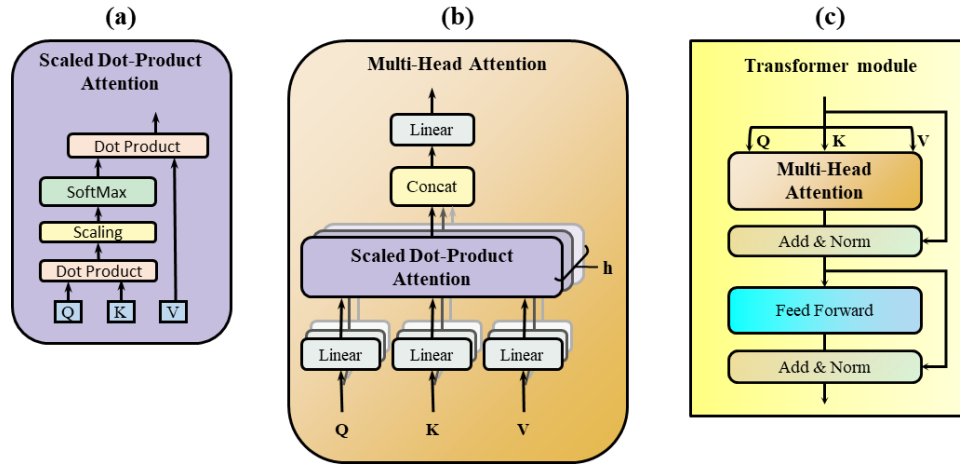 (a)
Scaled Dot-Product
Attention
Dot Product
SoftMax
Scaling
Dot Product
Q
K
V
(b)
Multi-Head Attention
Linear
Concat
Scaled Dot-Product
Attention
h
Linear
Linear
Linear
Q
K
V
(c)
Transformer module
Q
K
V
Multi-Head
Attention
Add & Norm
Feed Forward
Add & Norm